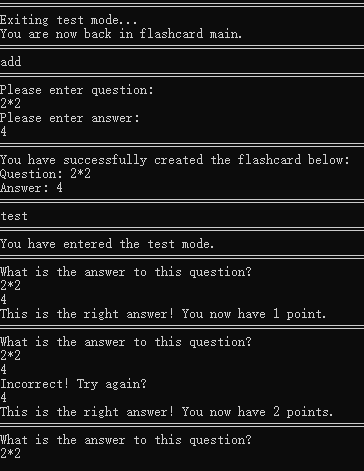 Exiting test mode...
You are now back in flashcard main.
add
Please enter question:
2*2
Please enter answer:
4
You have successfully created the flashcard below:
Question: 2*2
Answer: 4
test
You have entered the test mode.
What is the answer to this question?
2*2
4
This is the right answer! You now have 1 point.
What is the answer to this question?
2*2
4
Incorrect! Try again?
4
This is the right answer! You now have 2 points.
What is the answer to this question?
2*2